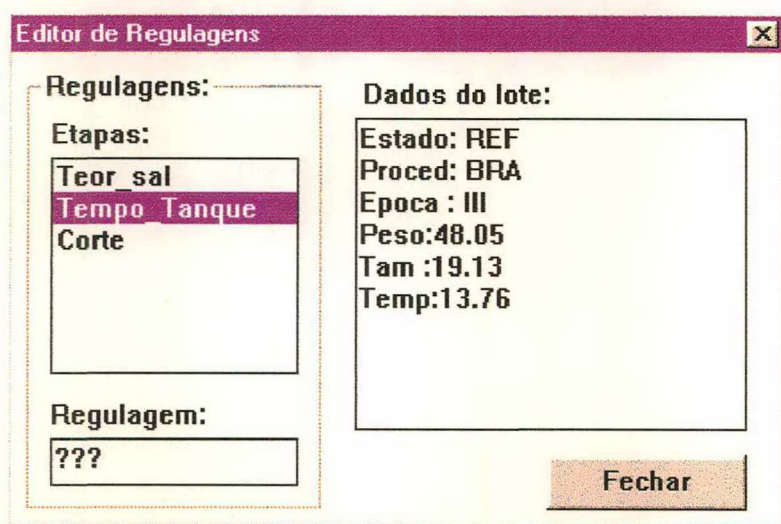 Editor de Regulagens
Regulagens:
Etapas:
Teor_sal
Tempo_Tanque
Corte
Regulagem:
???
Dados do lote:
Estado: REF
Proced: BRA
Epoca : III
Peso:48.05
Tam :19.13
Temp:13.76
Fechar